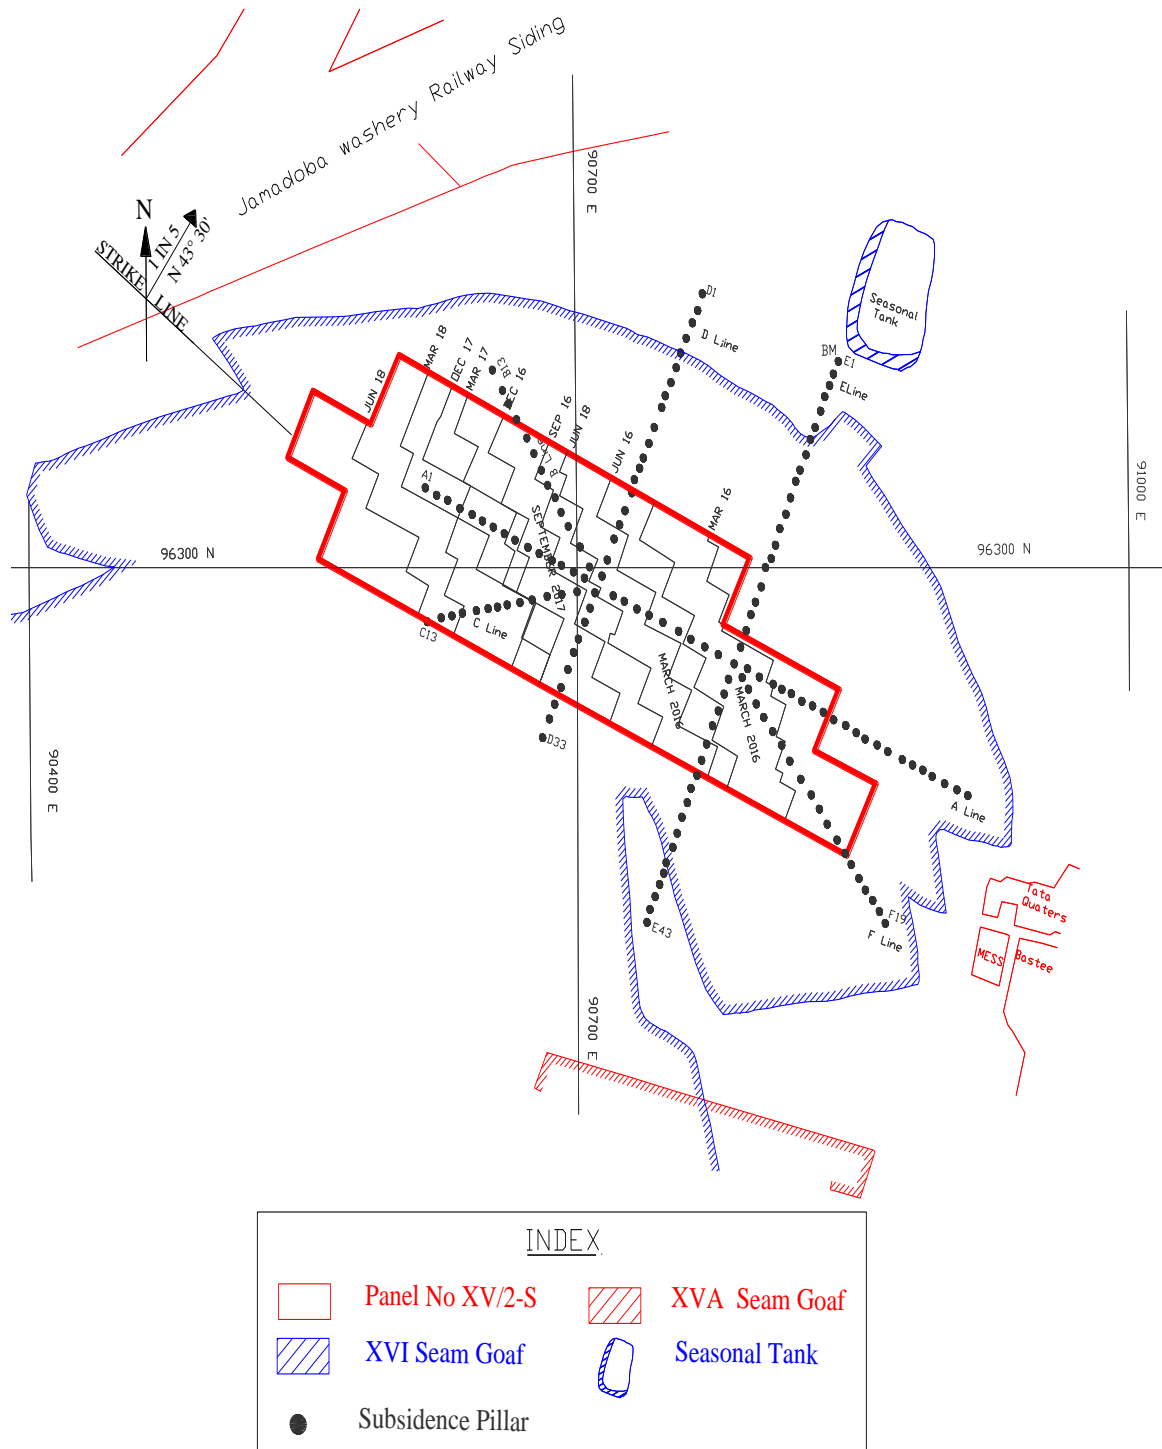 Jamadoba washery Railway Siding
90700 E
N
1 IN 5
N 43° 30'
STRIKE
LINE
Seasonal
Tank
D1
D Line
BM
E1
ELine
MAR 18
DEC 17
MAR 17
B13
DEC 16
JUN 18
SEP 16
JUN 18
JUN 16
MAR 16
A1
B Line
SEPTEMBER 2017
91000 E
96300 N
96300 N
C13
C Line
MARCH 2016
MARCH 2016
D33
90400 E
A Line
E43
F19
F Line
Tata
Quaters
MESS
Bastee
90700 E
INDEX
Panel No XV/2-S
XVA Seam Goaf
XVI Seam Goaf
Seasonal Tank
Subsidence Pillar